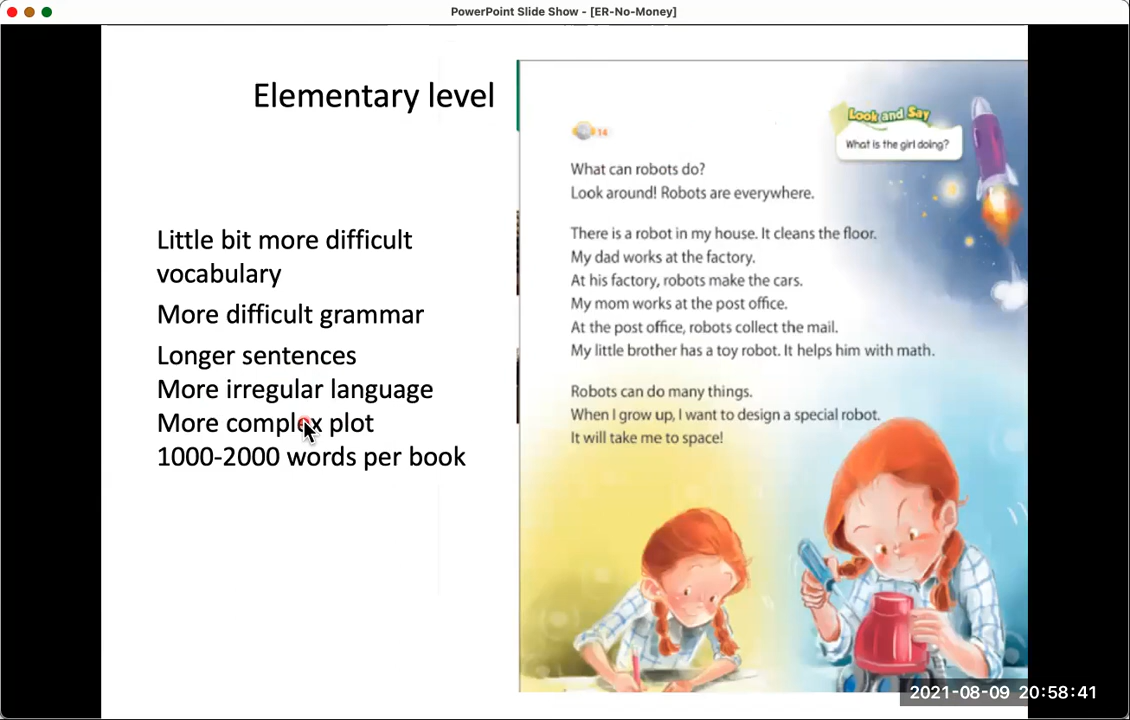 PowerPoint Slide Show - [ER-No-Money]
Elementary level
Little bit more difficult
vocabulary
More difficult grammar
Longer sentences
More irregular language
More complex plot
1000-2000 words per book
14
Look and Say
What is the girl doing?
What can robots do?
Look around! Robots are everywhere.
There is a robot in my house. It cleans the floor.
My dad works at the factory.
At his factory, robots make the cars.
My mom works at the post office.
At the post office, robots collect the mail.
My little brother has a toy robot. It helps him with math.
Robots can do many things.
When I grow up, I want to design a special robot.
It will take me to space!
2021-08-09 20:58:41